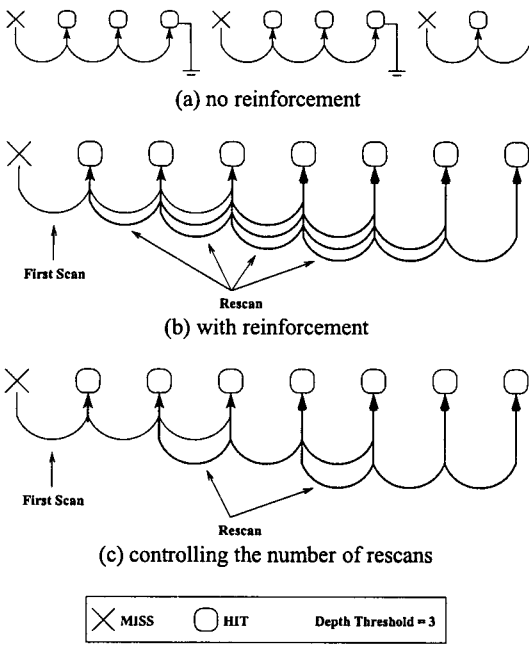 (a) no reinforcement
First Scan
Rescan
(b) with reinforcement
First Scan
Rescan
(c) controlling the number of rescans
MISS HIT Depth Threshold = 3